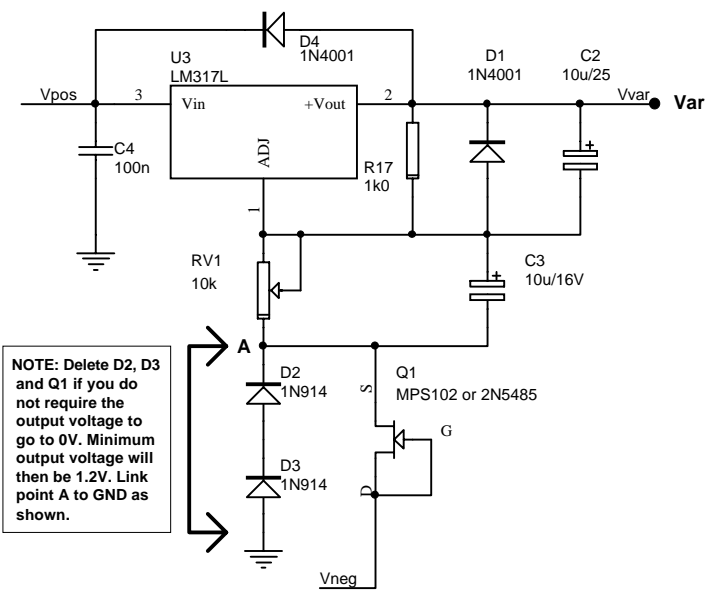 D4
1N4001
U3
LM317L
D1
1N4001
C2
10u/25
Vpos
3
Vin
+Vout
2
Vvar
Var
C4
100n
ADJ
R17
1k0
1
RV1
10k
C3
10u/16V
A
NOTE: Delete D2, D3
and Q1 if you do
not require the
output voltage to
go to 0V. Minimum
output voltage will
then be 1.2V. Link
point A to GND as
shown.
D2
1N914
S
Q1
MPS102 or 2N5485
G
D3
1N914
D
Vneg